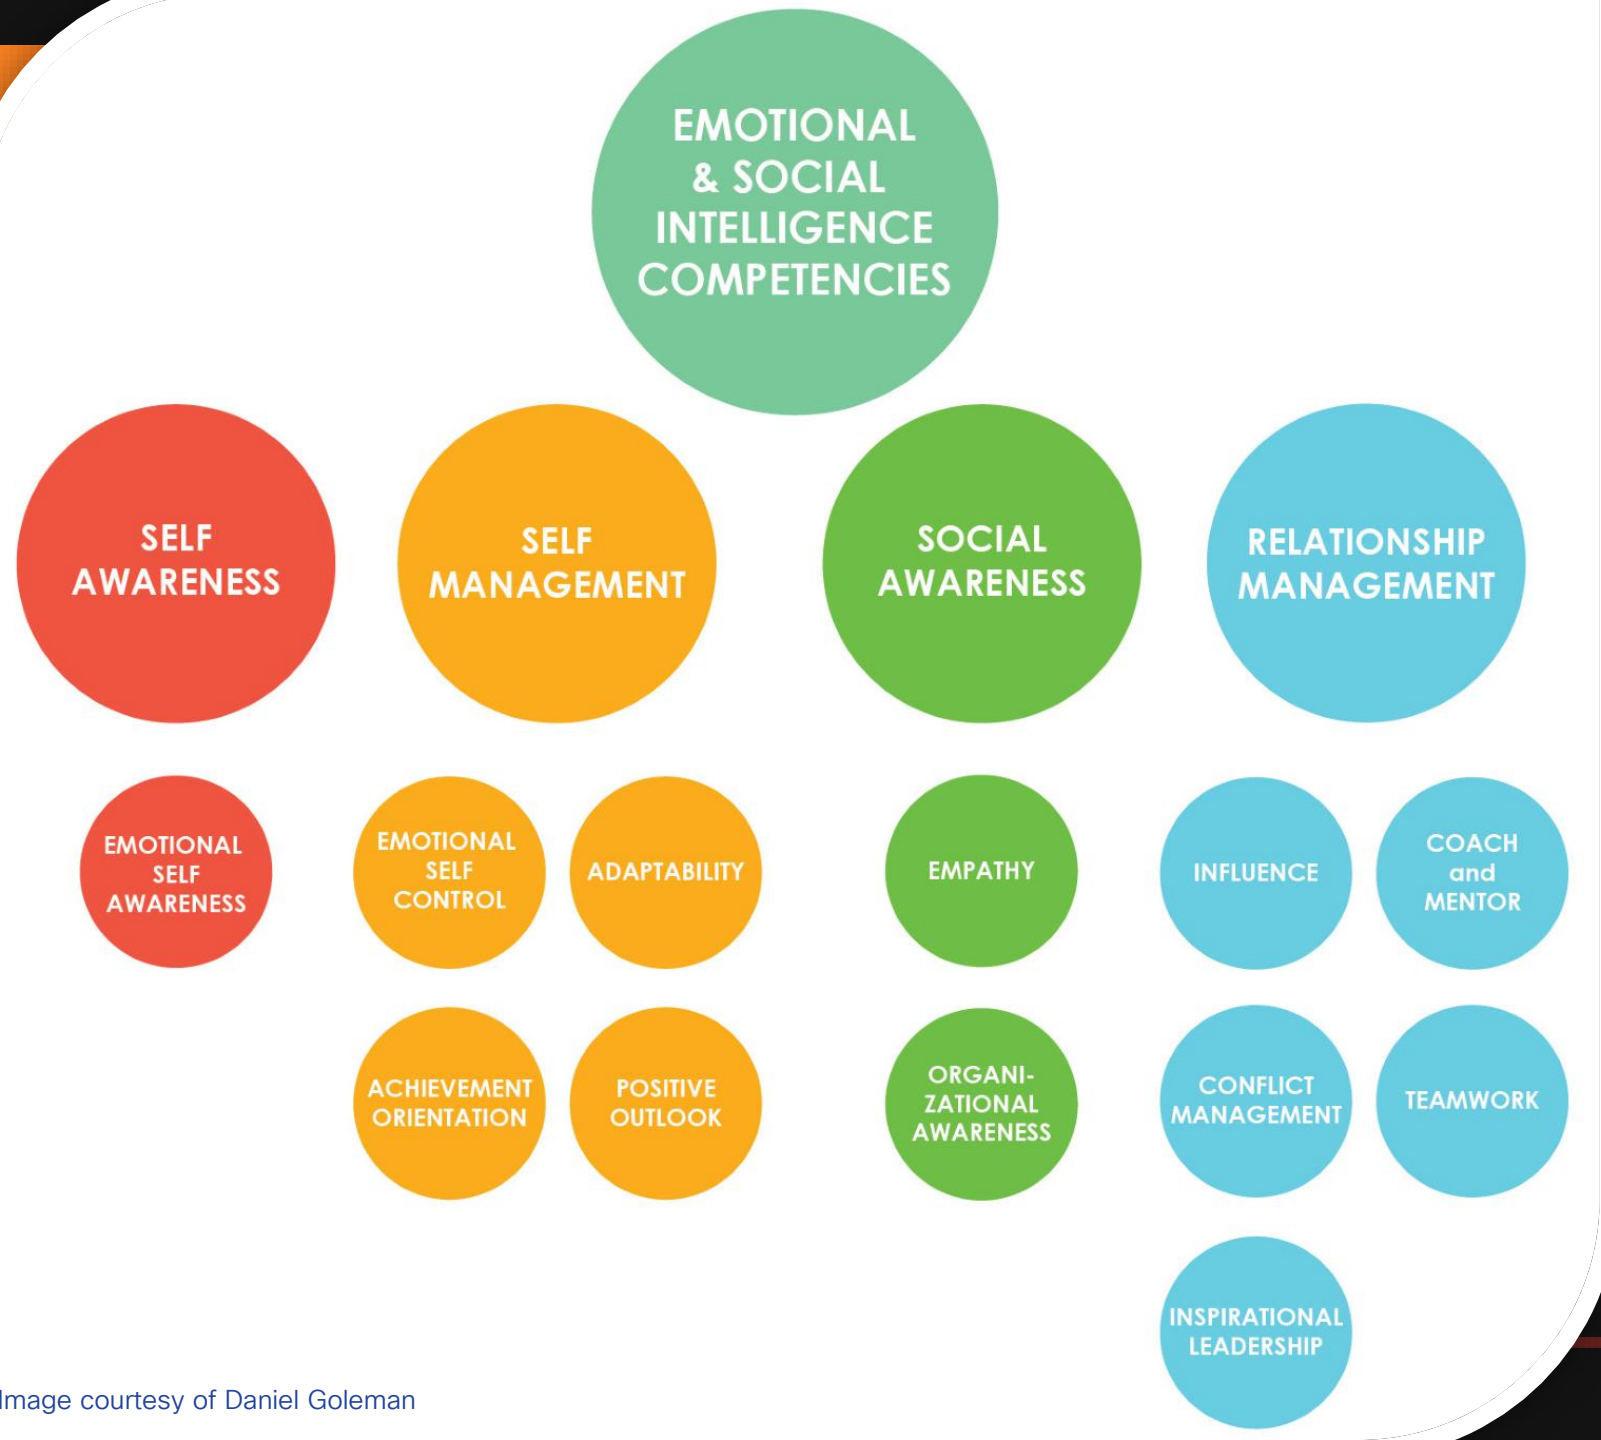 EMOTIONAL
& SOCIAL
INTELLIGENCE
COMPETENCIES
SELF
AWARENESS
SELF
MANAGEMENT
SOCIAL
AWARENESS
RELATIONSHIP
MANAGEMENT
EMOTIONAL
SELF
AWARENESS
EMOTIONAL
SELF
CONTROL
ADAPTABILITY
EMPATHY
INFLUENCE
COACH
and
MENTOR
ACHIEVEMENT
ORIENTATION
POSITIVE
OUTLOOK
ORGANI-
ZATIONAL
AWARENESS
CONFLICT
MANAGEMENT
TEAMWORK
INSPIRATIONAL
LEADERSHIP
Image courtesy of Daniel Goleman